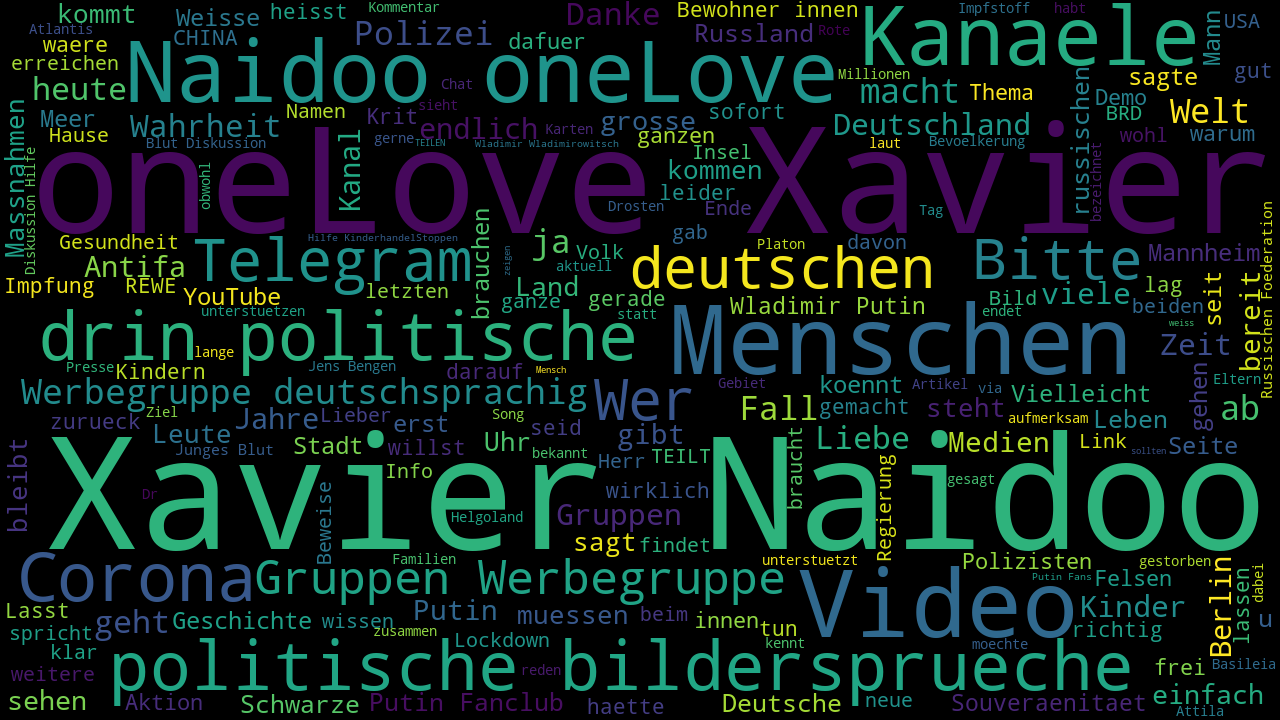 kommt
Weisse
heisst
Kommentar
Danke
Bewohner innen
Kanaele
Impfstoff
habt
Mann
USA
Atlantis
CHINA
Polizei
dafuer
Russland
Rote
waere
erreichen
heute
Naidoo oneLove
Chat
Millionen
macht
Thema
sagte
gut
Namen
sieht
sofort
Demo
BRD
Welt
Meer
Wahrheit
Krit
endlich
Karten
grosse
ganzen
Deutschland
russischen
wohl
warum
Hause
Blut Diskussion
gerne
TEILEN
Wladimir Wladimirowitsch
Insel
laut
Bevoelkerung
Massnahmen
Diskussion Hilfe
oneLove Xavier
obwohl
Kanal
kommen
leider
bezeichnet
Drosten
Ende
Tag
Gesundheit
Hilfe KinderhandelStoppen
brauchen
ja
gab
Platon
davon
Antifa
Telegram
zeigen
Volk
aktuell
deutschen
Bitte
Mannheim
Russischen Foederation
Impfung
REWE
YouTube
letzten
ganze
Land
gerade
Wladimir Putin
Bild
viele
lag
seit
bereit
unterstuetzen
statt
endet
beiden
weiss
drin politische
lange
Menschen
Zeit
Presse
Kindern
Jens Bengen
darauf
Mensch
Gebiet
koennt
Artikel
via
Vielleicht
gehen
Eltern
Werbegruppe deutschsprachig
Wer
Fall
gemacht
steht
aufmerksam
Leben
ab
zurueck
Ziel
Jahre
Lieber
erst
Song
seid
gibt
braucht
Liebe
Medien
Link
Seite
Leute
Junges Blut
Stadt
willst
Uhr
bekannt
Herr
TEILT
sollten
bleibt
Info
wirklich
Regierung
gesagt
Xavier Naidoo
Dr
Beweise
Helgoland
Gruppen
sagt
findet
Familien
unterstuetzt
Polizisten
gestorben
Corona
Gruppen Werbegruppe
Video
Putin Fans
Felsen
Berlin
dabei
Lasst
geht
Geschichte
wissen
Putin
muessen
beim
innen
tun
Kinder
lassen
u
spricht
zusammen
kennt
richtig
klar
Lockdown
moechte
weitere
politische bildersprueche
reden
frei
Basileia
sehen
Aktion
Schwarze
Putin Fanclub
haette
Deutsche
neue
Souveraenitaet
einfach
Attila